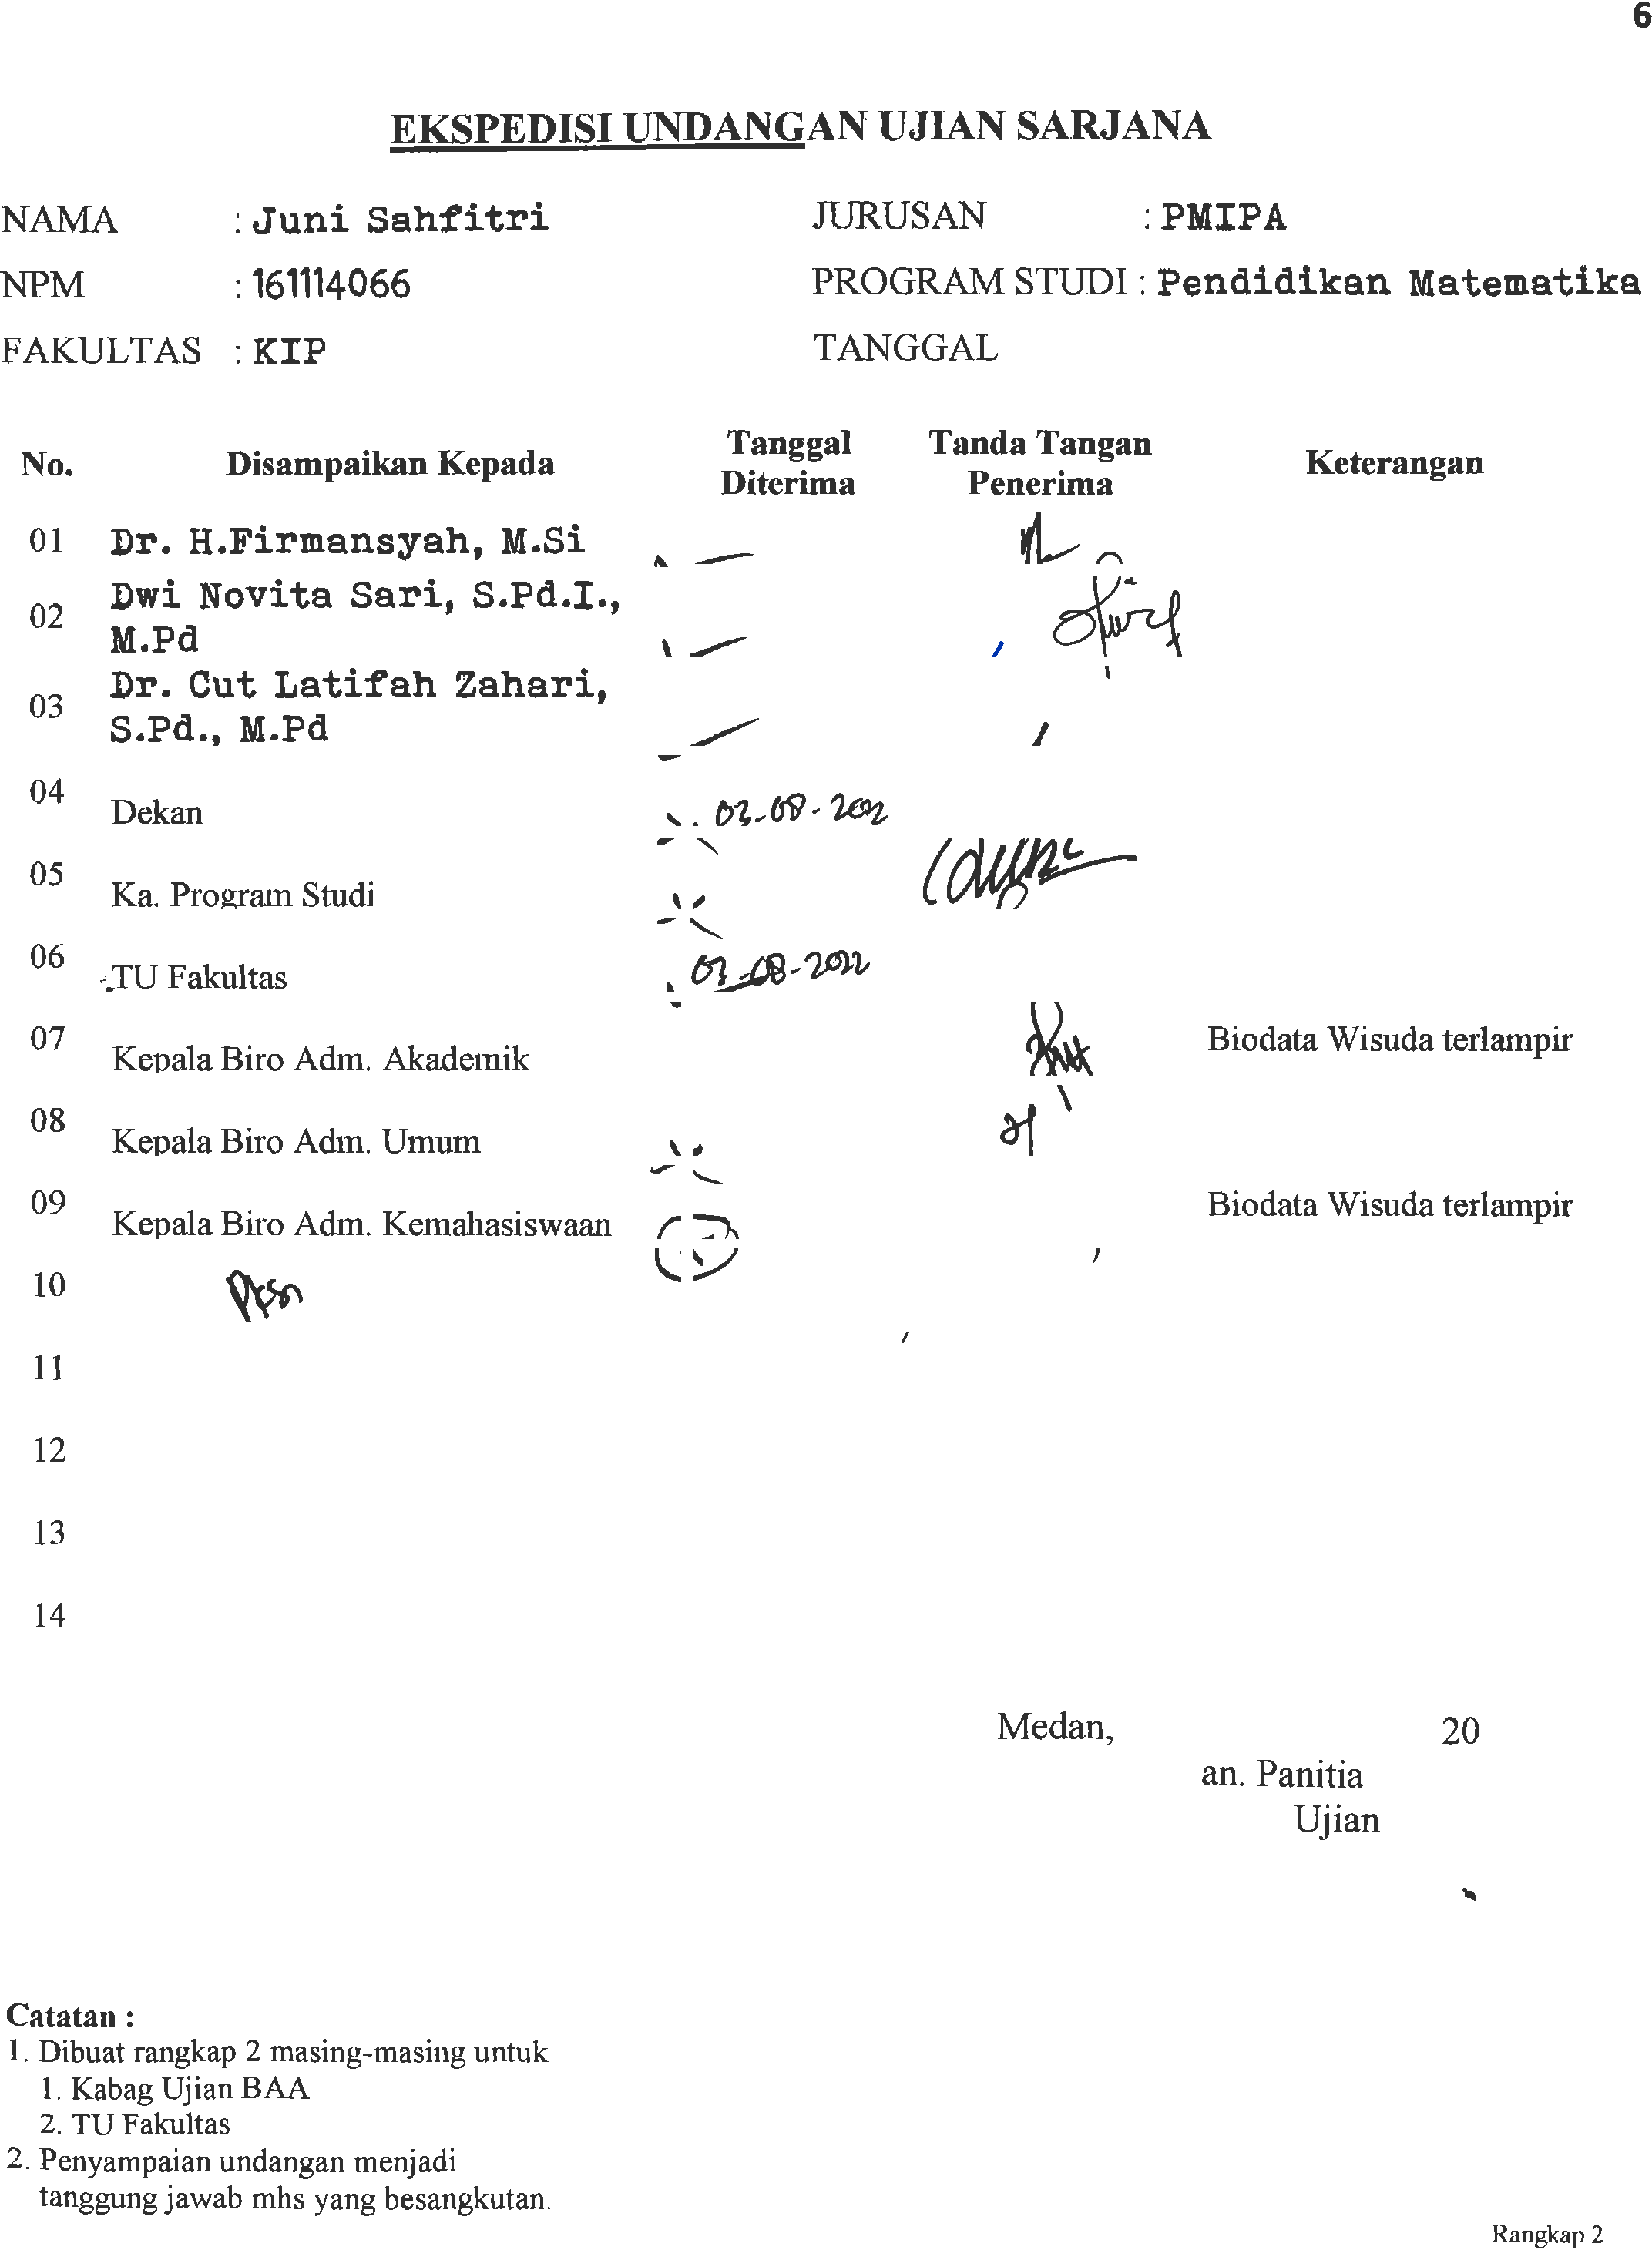 6
EKSPEDISI UNDANGAN UJIAN SARJANA
NAMA : Juni Sahfitri JURUSAN : PMIPA
NPM : 161114066 PROGRAM STUDI : Pendidikan Matematika
FAKULTAS : KIP TANGGAL
No. Disampaikan Kepada Tanggal Diterima Tanda Tangan Penerima Keterangan
01 Dr. H.Firmansyah, M.Si
02 Dwi Novita Sari, S.Pd.I.,
M.Pd
03 Dr. Cut Latifah Zahari,
S.Pd., M.Pd
04 Dekan 03-08-2022
05 Ka. Program Studi
06 TU Fakultas 03-08-2022
07 Kepala Biro Adm. Akademik Biodata Wisuda terlampir
08 Kepala Biro Adm. Umum
09 Kepala Biro Adm. Kemahasiswaan Biodata Wisuda terlampir
10
11
12
13
14
Medan, 20
an. Panitia
Ujian
Catatan :
1. Dibuat rangkap 2 masing-masing untuk
1. Kabag Ujian BAA
2. TU Fakultas
2. Penyampaian undangan menjadi
tanggung jawab mhs yang besangkutan.
Rangkap 2